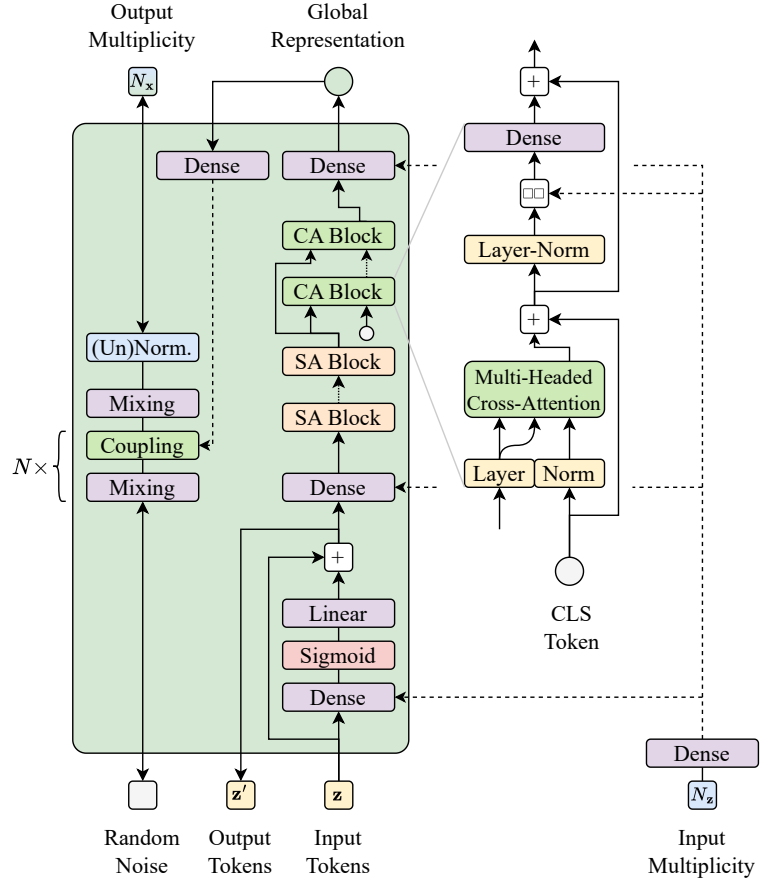 Output
Multiplicity
Global
Representation
Nₓ
+
Dense
Dense
Dense
□□
CA Block
Layer-Norm
CA Block
+
(Un)Norm.
SA Block
Multi-Headed
Cross-Attention
Mixing
SA Block
N×
Coupling
Mixing
Dense
Layer
Norm
+
CLS
Token
Linear
Sigmoid
Dense
Dense
z′
z
N_z
Random
Noise
Output
Tokens
Input
Tokens
Input
Multiplicity